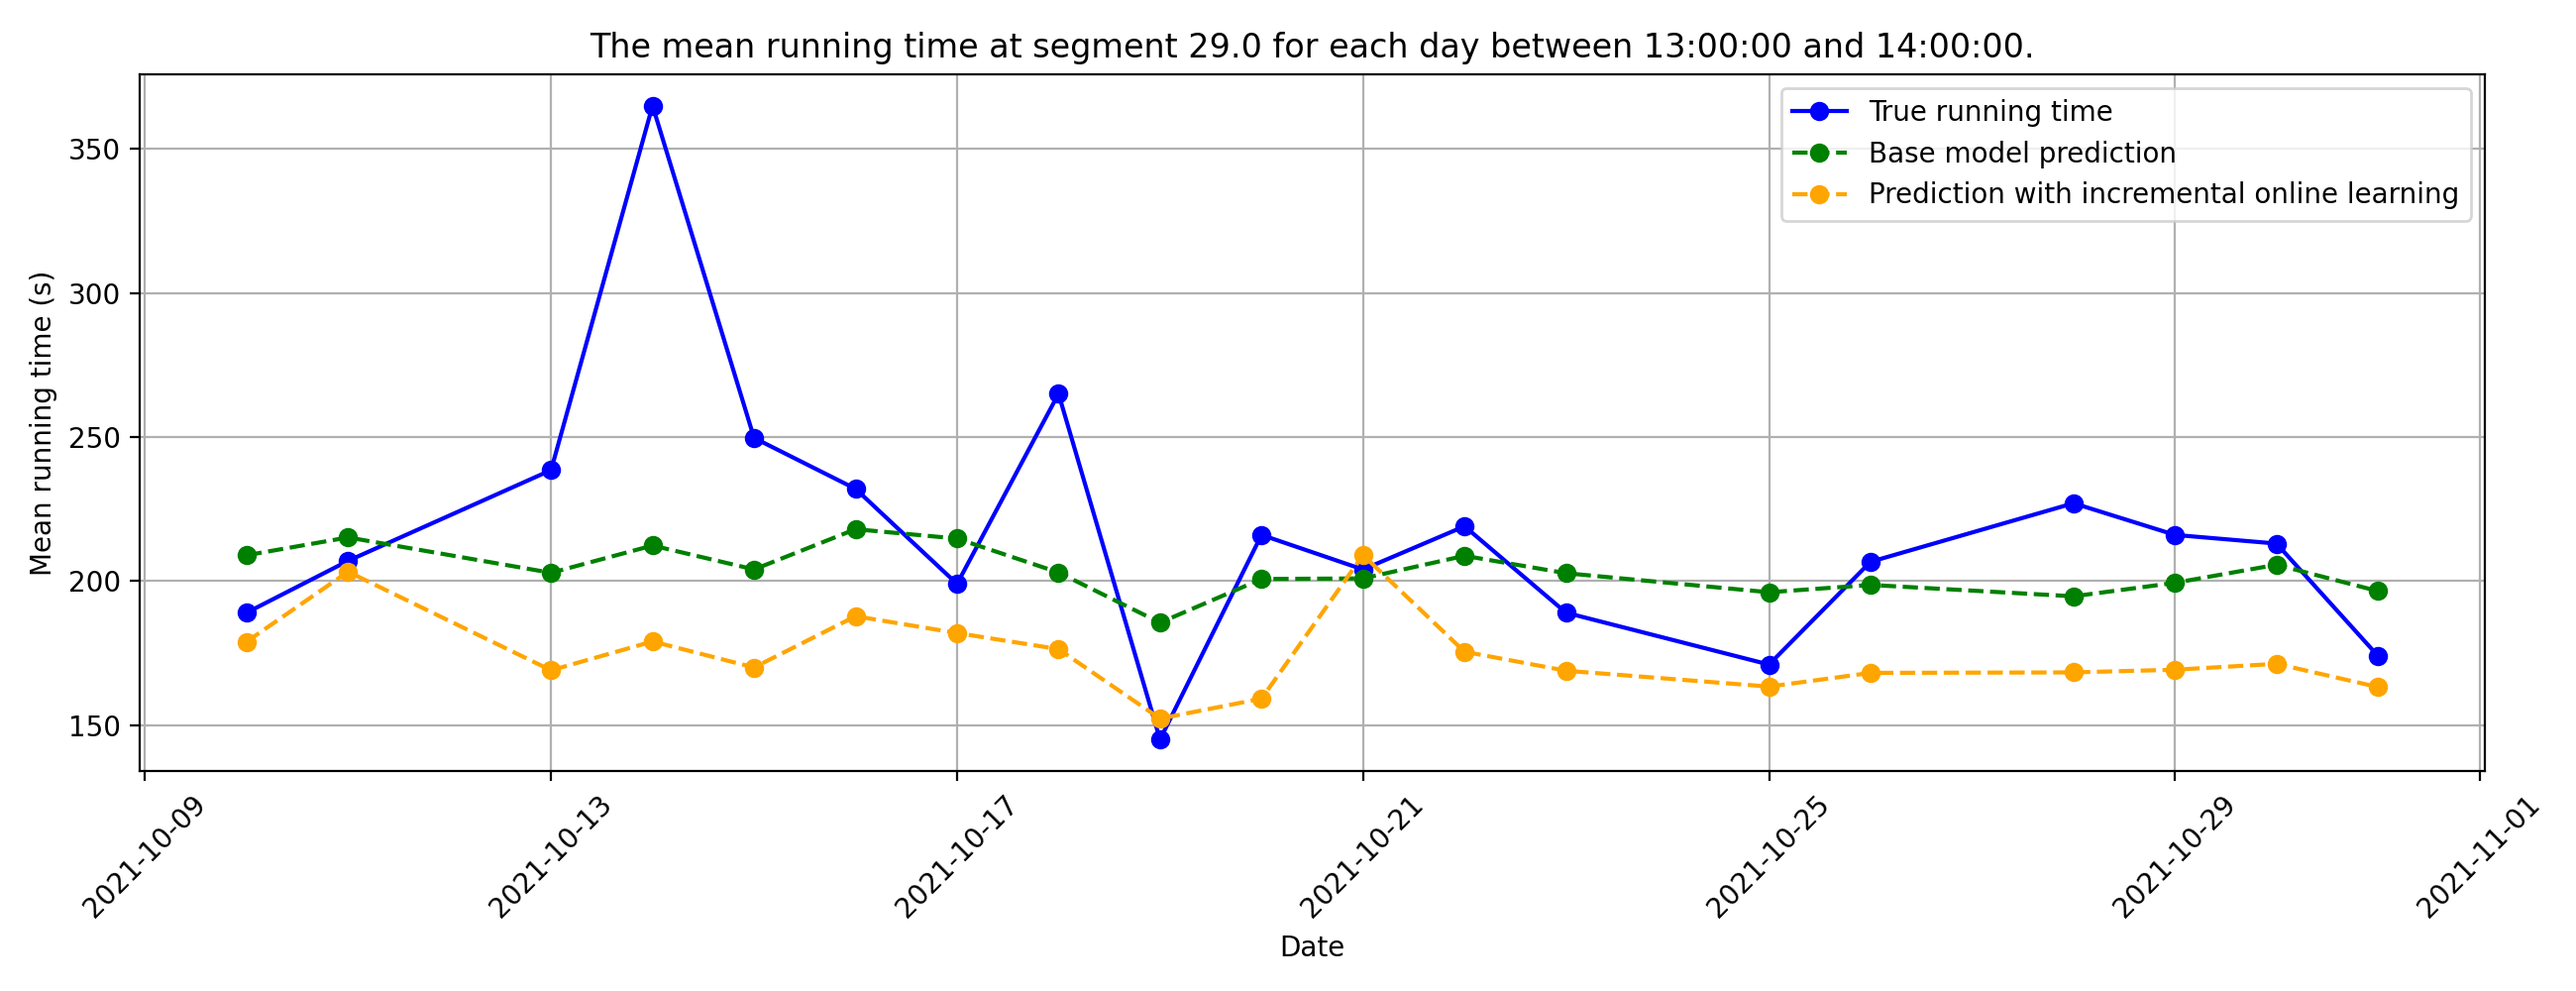 The mean running time at segment 29.0 for each day between 13:00:00 and 14:00:00.
True running time
Base model prediction
Prediction with incremental online learning
Mean running time (s)
350
300
250
200
150
2021-10-09
2021-10-13
2021-10-17
2021-10-21
2021-10-25
2021-10-29
2021-11-01
Date